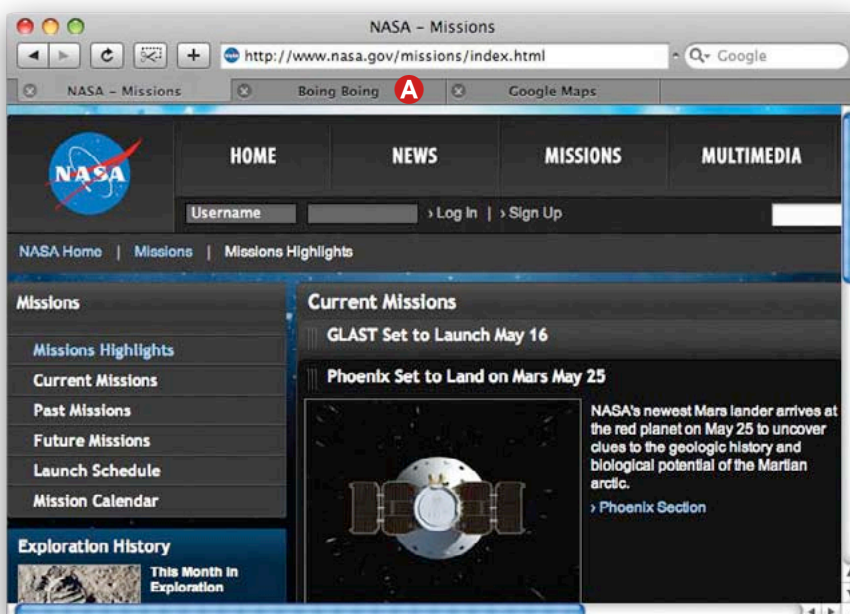 NASA – Missions
http://www.nasa.gov/missions/index.html
Google
NASA – Missions
Boing Boing
A
Google Maps
NASA
HOME
NEWS
MISSIONS
MULTIMEDIA
Username
› Log In | › Sign Up
NASA Home | Missions | Missions Highlights
Missions
Missions Highlights
Current Missions
Past Missions
Future Missions
Launch Schedule
Mission Calendar
Exploration History
This Month in
Exploration
Current Missions
GLAST Set to Launch May 16
Phoenix Set to Land on Mars May 25
NASA's newest Mars lander arrives at
the red planet on May 25 to uncover
clues to the geologic history and
biological potential of the Martian
arctic.
› Phoenix Section